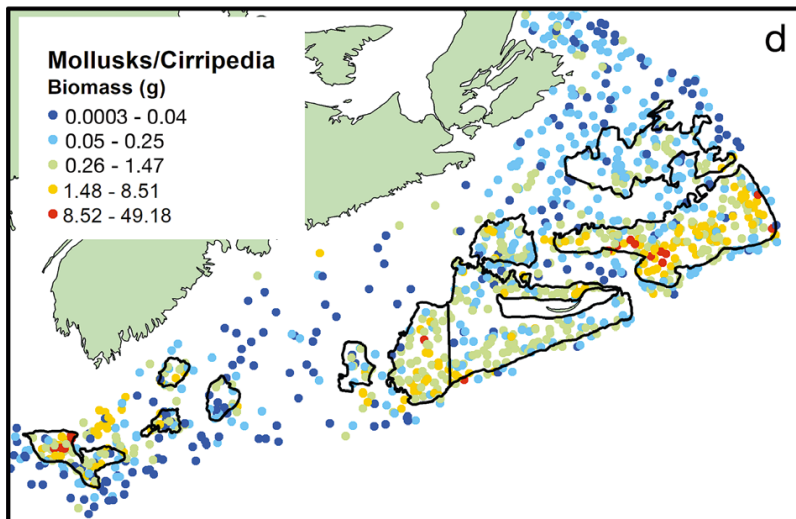 d
Mollusks/Cirripedia
Biomass (g)
0.0003 - 0.04
0.05 - 0.25
0.26 - 1.47
1.48 - 8.51
8.52 - 49.18